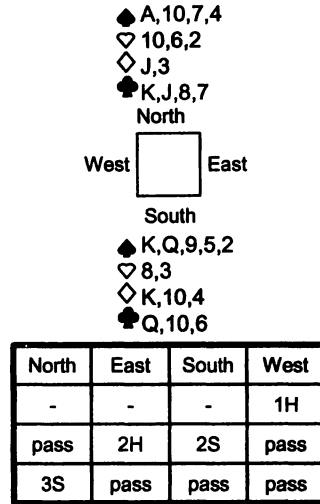 ♠ A,10,7,4
♡ 10,6,2
♢ J,3
♣ K,J,8,7
North
West East
South
♠ K,Q,9,5,2
♡ 8,3
♢ K,10,4
♣ Q,10,6
North East South West
- - - 1H
pass 2H 2S pass
3S pass pass pass